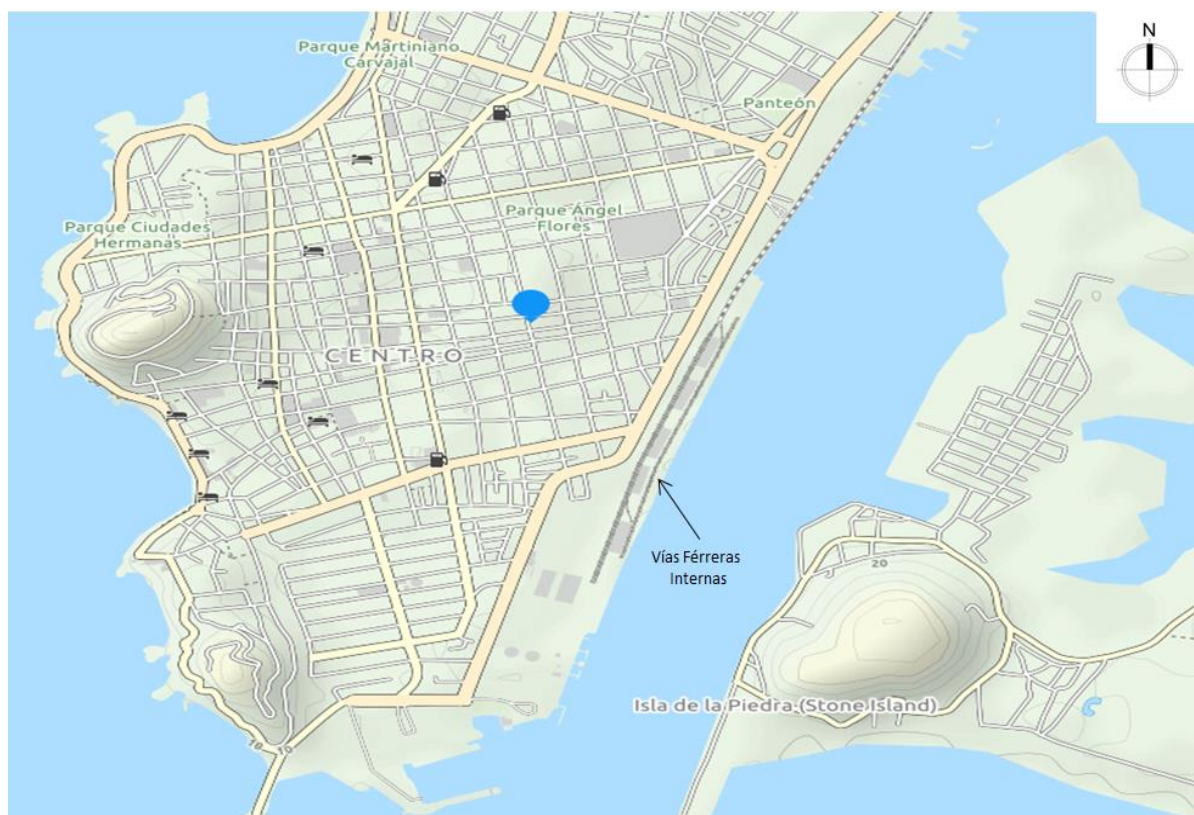 N
Parque Martiniano
Carvajal
Panteón
Parque Ángel
Flores
Parque Ciudades
Hermanas
CENTRO
Vías Férreras
Internas
20
Isla de la Piedra (Stone Island)
10
10